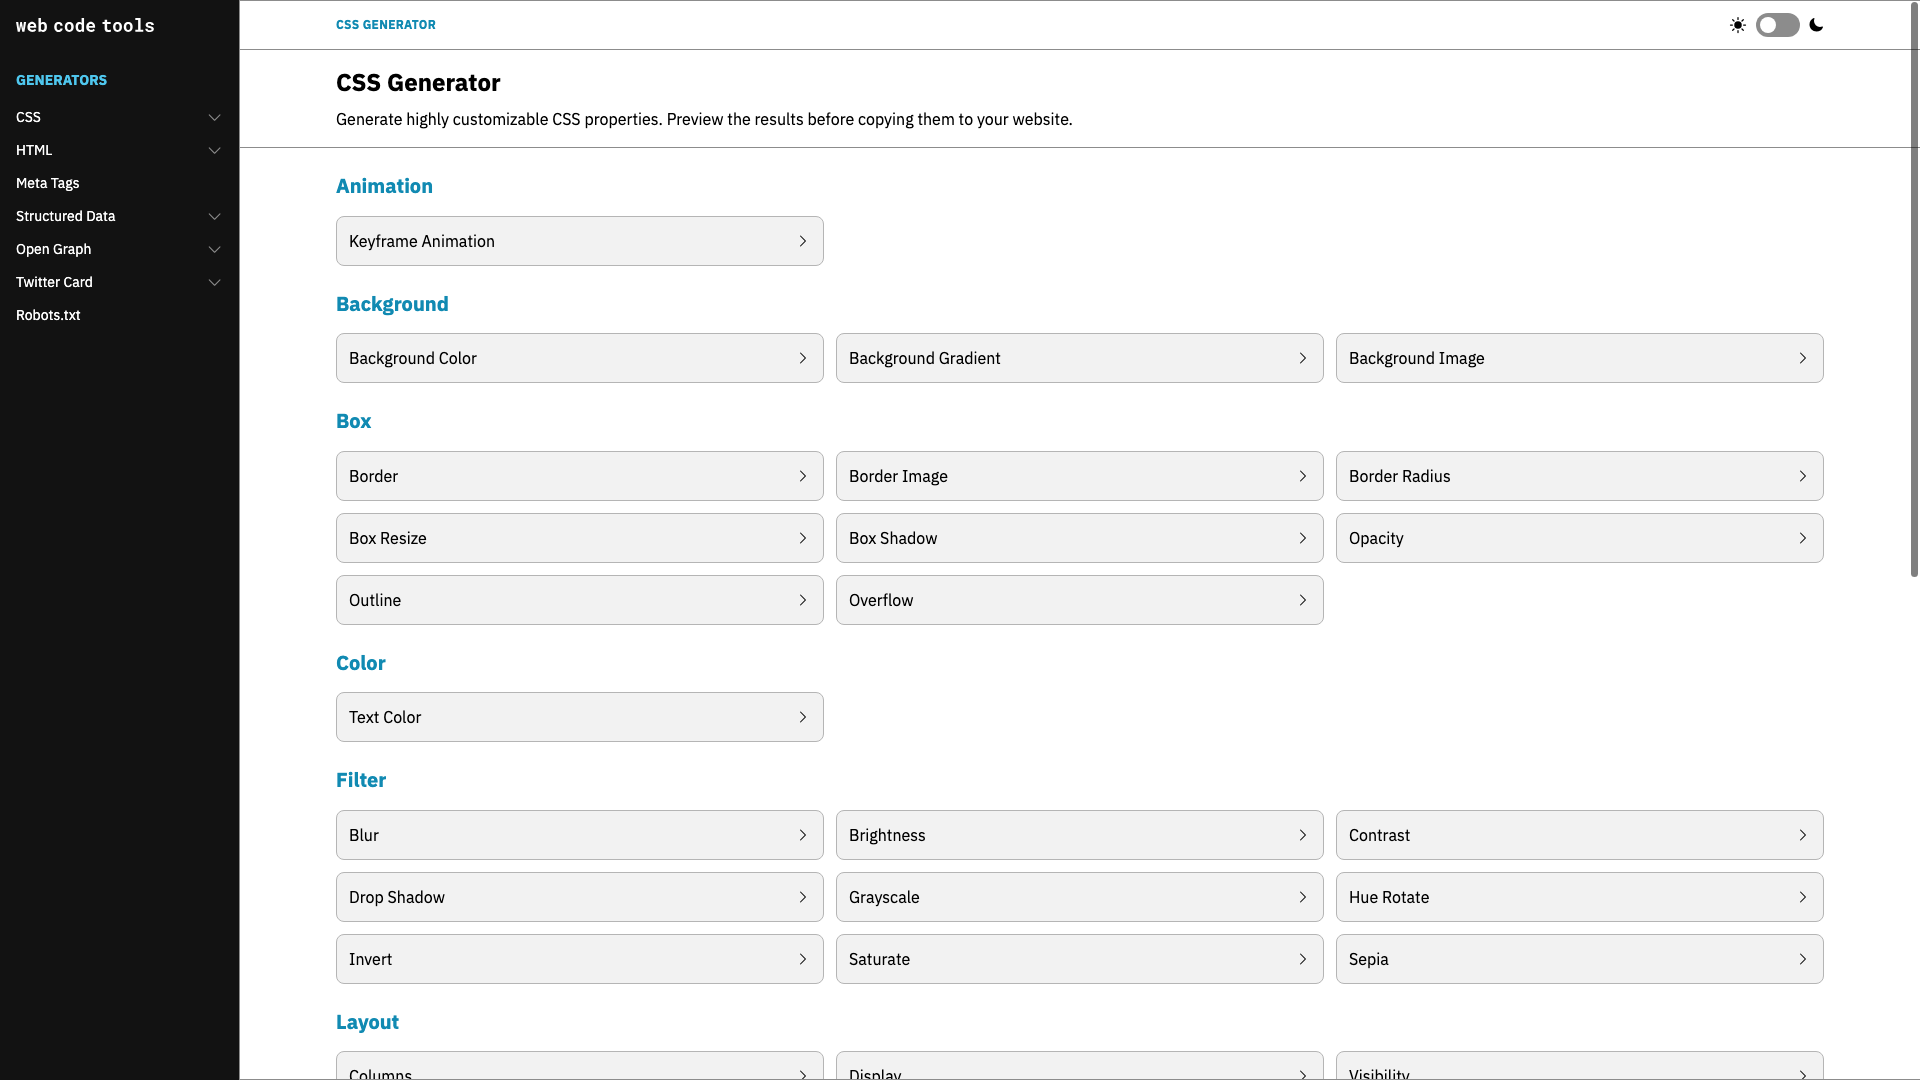 web code tools
GENERATORS
CSS
HTML
Meta Tags
Structured Data
Open Graph
Twitter Card
Robots.txt
CSS GENERATOR
CSS Generator
Generate highly customizable CSS properties. Preview the results before copying them to your website.
Animation
Keyframe Animation
Background
Background Color
Background Gradient
Background Image
Box
Border
Border Image
Border Radius
Box Resize
Box Shadow
Opacity
Outline
Overflow
Color
Text Color
Filter
Blur
Brightness
Contrast
Drop Shadow
Grayscale
Hue Rotate
Invert
Saturate
Sepia
Layout
Columns
Display
Visibility